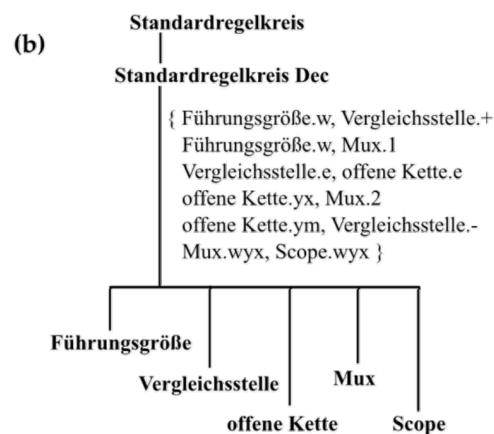 Standardregelkreis
(b)
Standardregelkreis Dec
{ Führungsgröße.w, Vergleichsstelle.+
Führungsgröße.w, Mux.1
Vergleichsstelle.e, offene Kette.e
offene Kette.yx, Mux.2
offene Kette.ym, Vergleichsstelle.-
Mux.wyx, Scope.wyx }
Führungsgröße
Vergleichsstelle
Mux
offene Kette
Scope